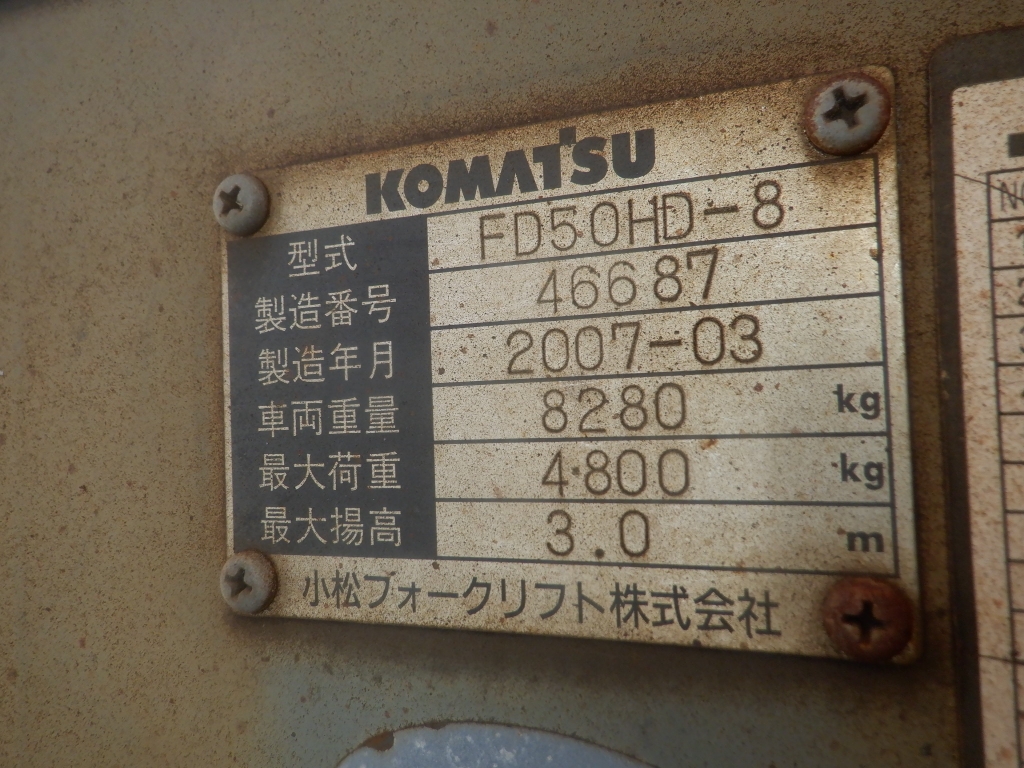 KOMATSU
型式 FD50HD-8
製造番号 46687
製造年月 2007-03
車両重量 8280 kg
最大荷重 4800 kg
最大揚高 3.0 m
小松フォークリフト株式会社